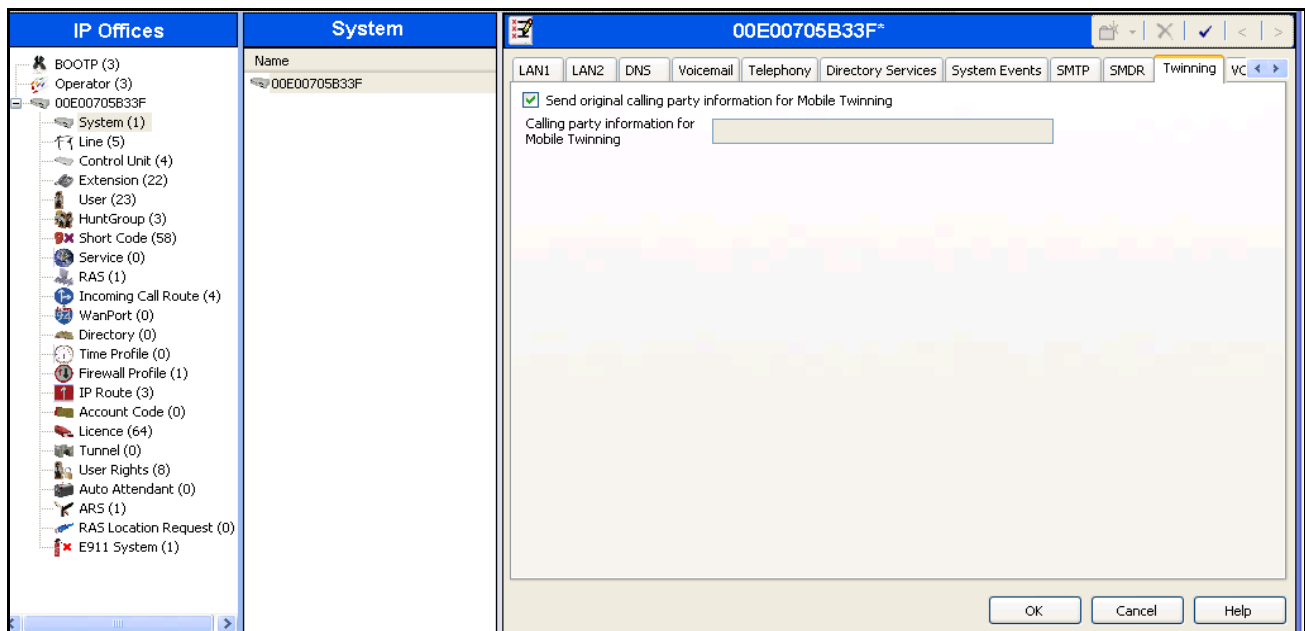 IP Offices
BOOTP (3)
Operator (3)
00E00705B33F
System (1)
Line (5)
Control Unit (4)
Extension (22)
User (23)
HuntGroup (3)
Short Code (58)
Service (0)
RAS (1)
Incoming Call Route (4)
WanPort (0)
Directory (0)
Time Profile (0)
Firewall Profile (1)
IP Route (3)
Account Code (0)
Licence (64)
Tunnel (0)
User Rights (8)
Auto Attendant (0)
ARS (1)
RAS Location Request (0)
E911 System (1)
System
Name
00E00705B33F
00E00705B33F*
LAN1 LAN2 DNS Voicemail Telephony Directory Services System Events SMTP SMDR Twinning VC
Send original calling party information for Mobile Twinning
Calling party information for
Mobile Twinning
OK Cancel Help